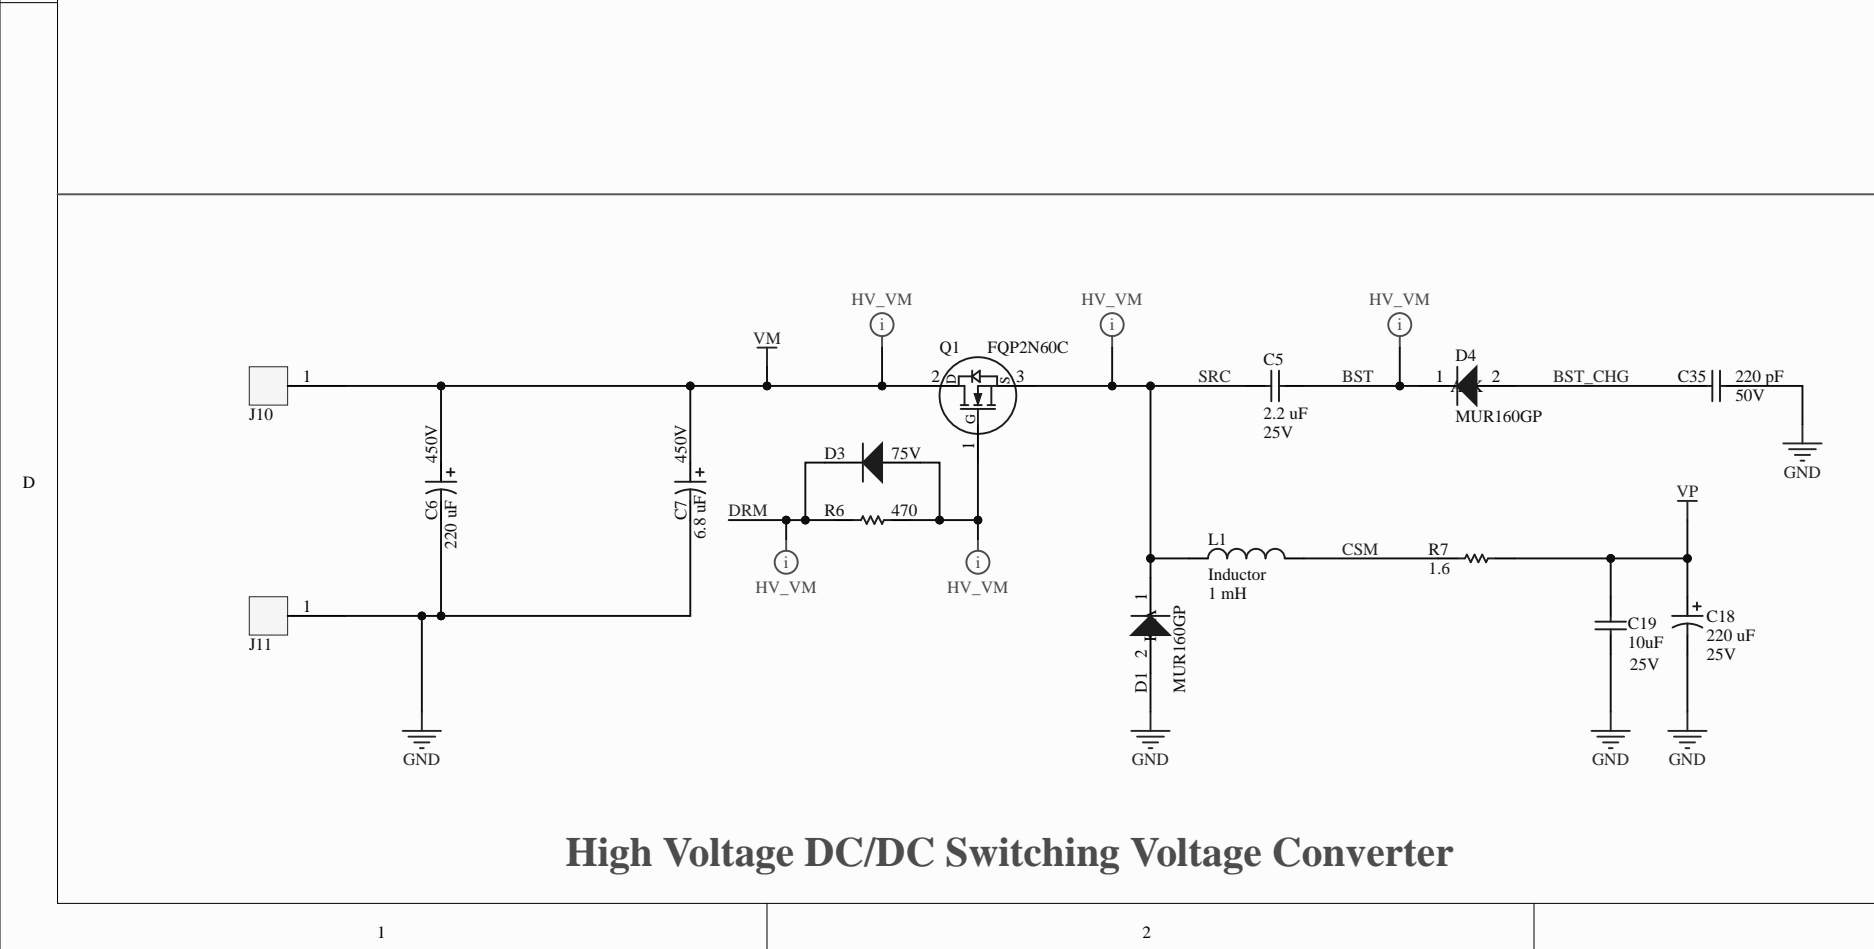 HV_VM
HV_VM
HV_VM
VM
Q1
FQP2N60C
C5
D4
1
J10
2
D
S
3
G
1
SRC
BST
1
AK
2
BST_CHG
C35
220 pF
50V
2.2 uF
25V
MUR160GP
GND
450V
+
C6
220 uF
450V
+
C7
6.8 uF
D3
75V
DRM
R6
470
i
i
i
i
i
HV_VM
HV_VM
D
VP
L1
CSM
R7
Inductor
1 mH
1.6
1
J11
1
2
D1
MUR160GP
C19
10uF
25V
+
C18
220 uF
25V
GND
GND
GND
GND
High Voltage DC/DC Switching Voltage Converter
1
2